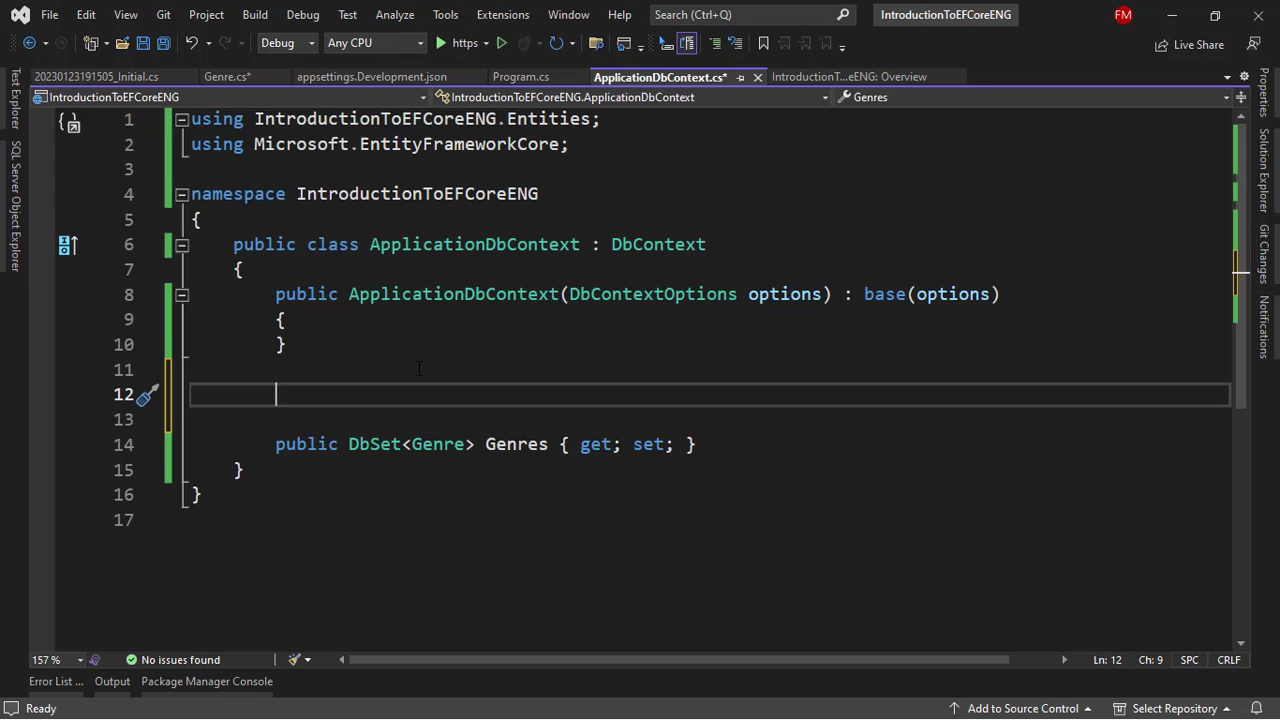 File Edit View Git Project Build Debug Test Analyze Tools Extensions Window Help Search (Ctrl+Q) IntroductionToEFCoreENG FM
Debug Any CPU https Live Share
20230123191505_Initial.cs Genre.cs* appsettings.Development.json Program.cs ApplicationDbContext.cs* IntroductionT...eENG: Overview
IntroductionToEFCoreENG IntroductionToEFCoreENG.ApplicationDbContext Genres
Test Explorer
SQL Server Object Explorer
1 using IntroductionToEFCoreENG.Entities;
2 using Microsoft.EntityFrameworkCore;
3
4 namespace IntroductionToEFCoreENG
5 {
6 public class ApplicationDbContext : DbContext
7 {
8 public ApplicationDbContext(DbContextOptions options) : base(options)
9 {
10 }
11
12
13
14 public DbSet<Genre> Genres { get; set; }
15 }
16 }
17
Properties
Solution Explorer
Git Changes
Notifications
157 % No issues found Ln: 12 Ch: 9 SPC CRLF
Error List ... Output Package Manager Console
Ready Add to Source Control Select Repository